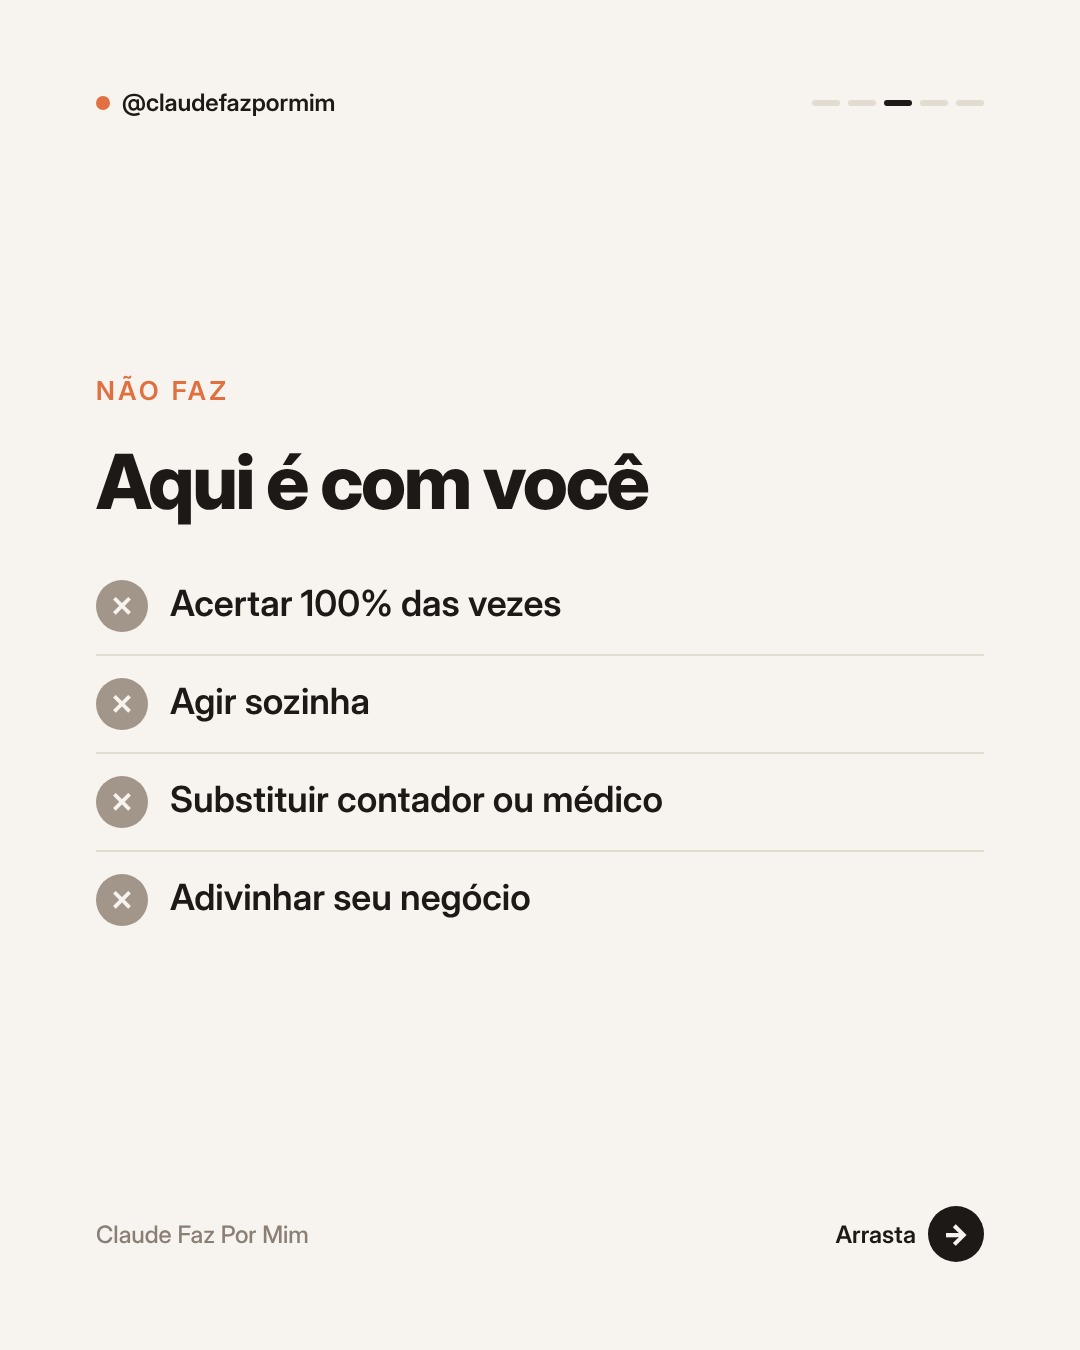 @claudefazpormim
NÃO FAZ
Aqui é com você
Acertar 100% das vezes
Agir sozinha
Substituir contador ou médico
Adivinhar seu negócio
Claude Faz Por Mim
Arrasta